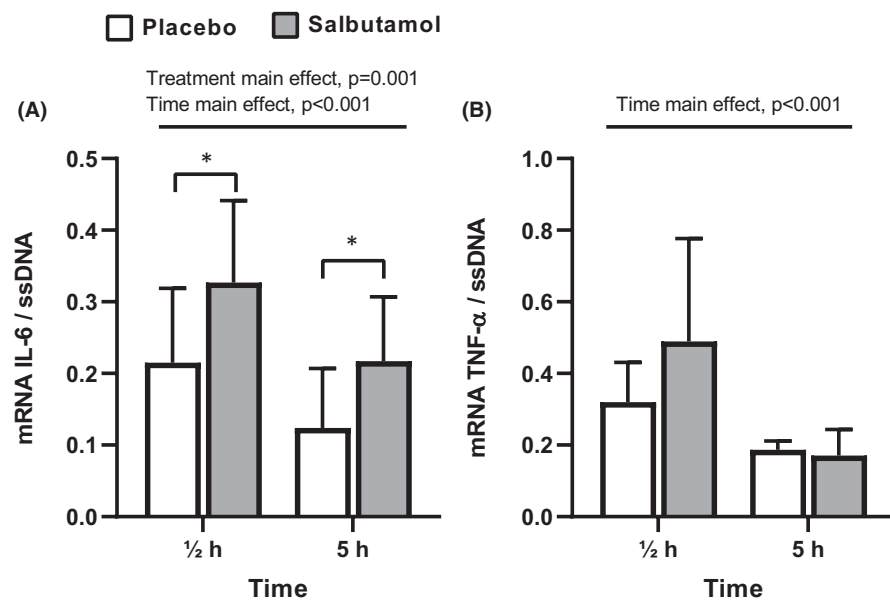 Placebo Salbutamol
Treatment main effect, p=0.001
Time main effect, p<0.001
(A)
*
*
0.5
0.4
0.3
0.2
0.1
0.0
mRNA IL-6 / ssDNA
½ h 5 h
Time
Time main effect, p<0.001
(B)
1.0
0.8
0.6
0.4
0.2
0.0
mRNA TNF-α / ssDNA
½ h 5 h
Time